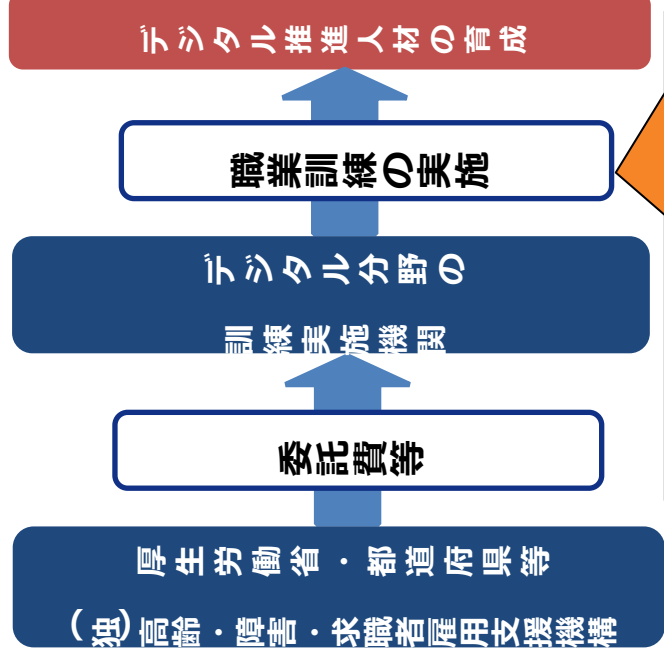 デジタル推進人材の育成
職業訓練の実施
デジタル分野の
訓練実施機関
委託費等
厚生労働省・都道府県等
(独)高齢・障害・求職者雇用支援機構